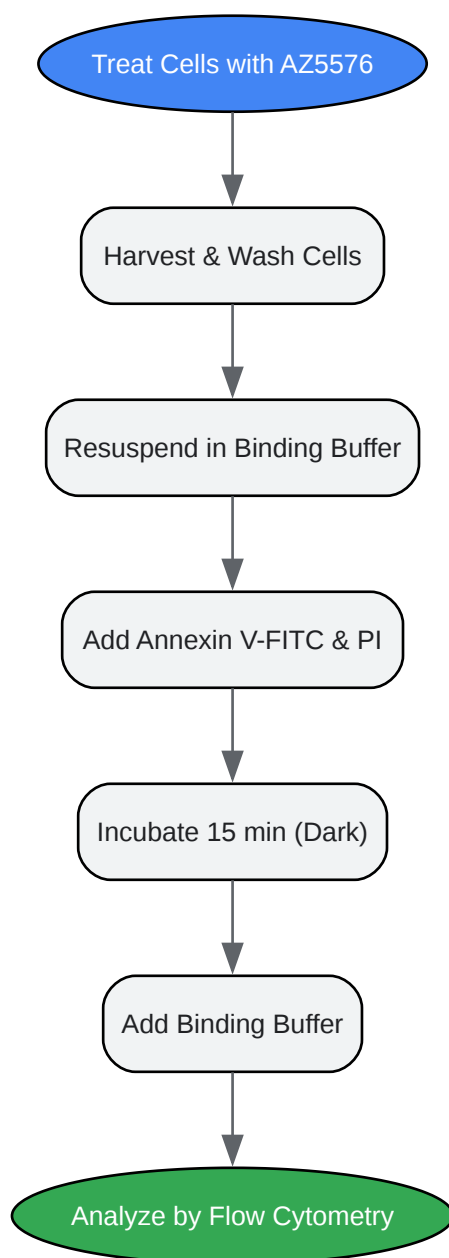 Treat Cells with AZ5576
Harvest & Wash Cells
Resuspend in Binding Buffer
Add Annexin V-FITC & PI
Incubate 15 min (Dark)
Add Binding Buffer
Analyze by Flow Cytometry